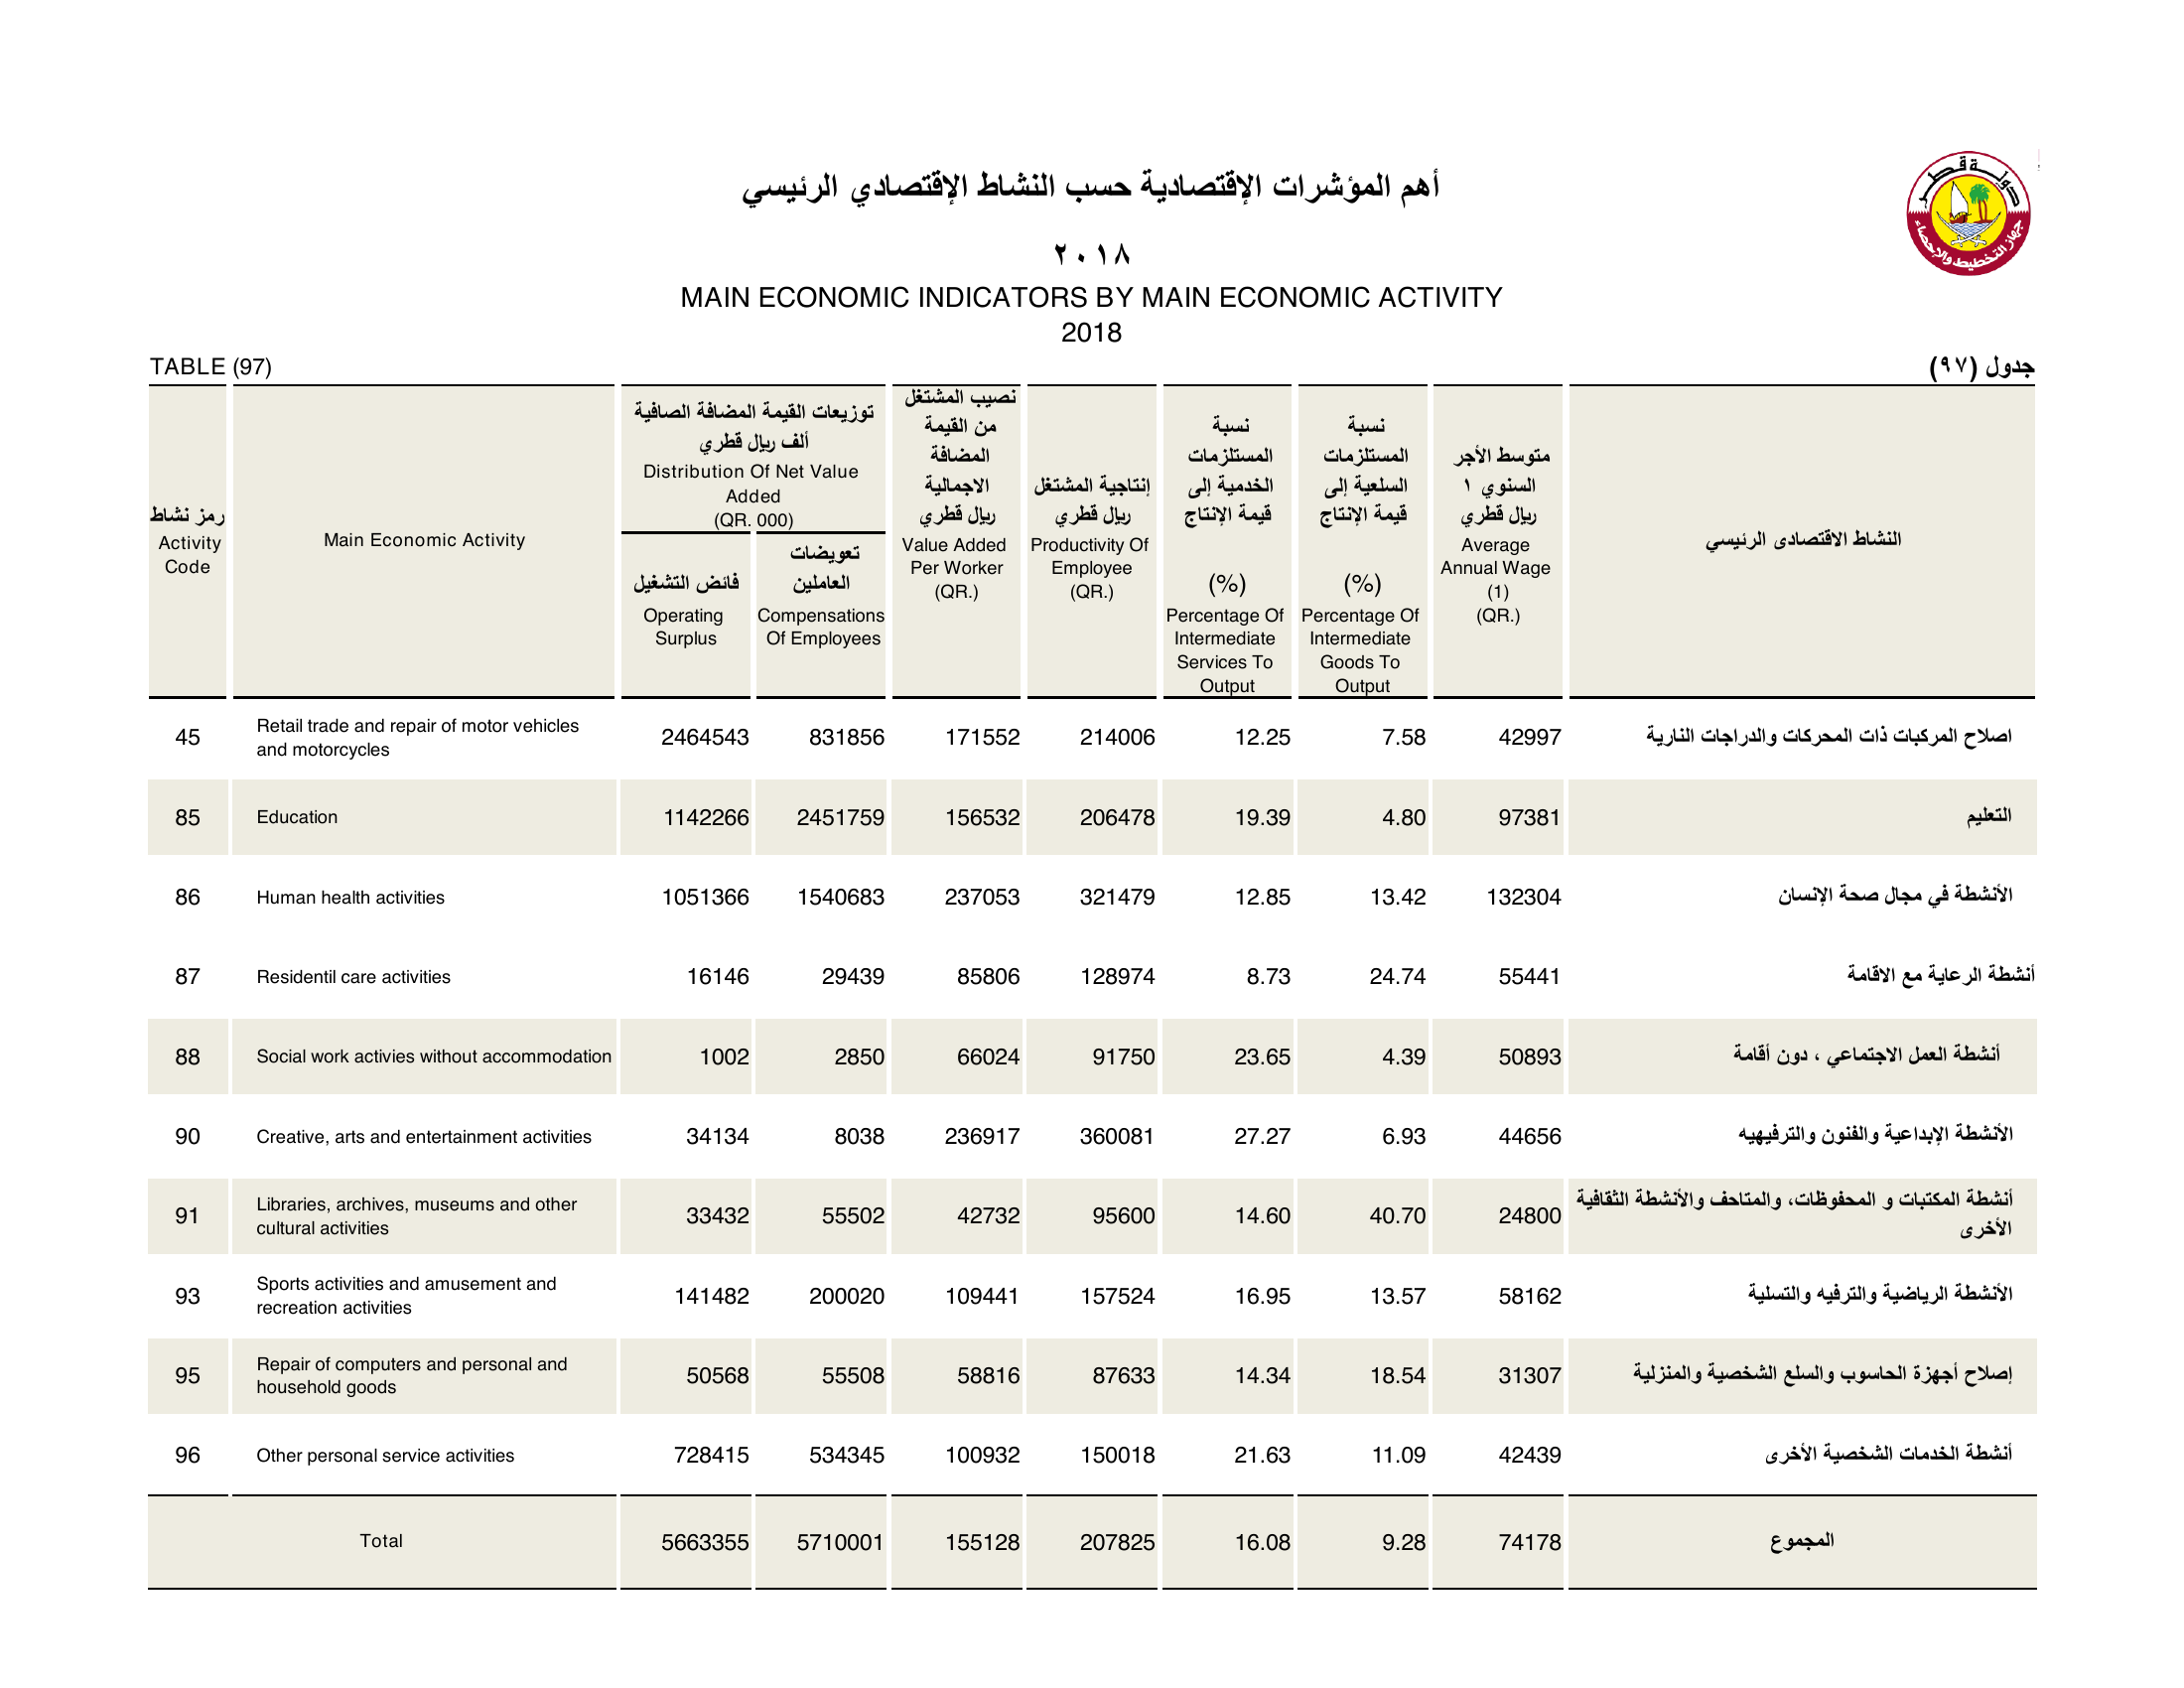 دولة قطر
جهاز التخطيط والإحصاء
أهم المؤشرات الإقتصادية حسب النشاط الإقتصادي الرئيسي
٢٠١٨
MAIN ECONOMIC INDICATORS BY MAIN ECONOMIC ACTIVITY
2018
TABLE (97)
جدول (٩٧)
رمز نشاط
Activity
Code
Main Economic Activity
توزيعات القيمة المضافة الصافية
ألف ريال قطري
Distribution Of Net Value
Added
(QR. 000)
فائض التشغيل
Operating
Surplus
تعويضات
العاملين
Compensations
Of Employees
نصيب المشتغل
من القيمة
المضافة
الاجمالية
ريال قطري
Value Added
Per Worker
(QR.)
إنتاجية المشتغل
ريال قطري
Productivity Of
Employee
(QR.)
نسبة
المستلزمات
الخدمية إلى
قيمة الإنتاج
(%)
Percentage Of
Intermediate
Services To
Output
نسبة
المستلزمات
السلعية إلى
قيمة الإنتاج
(%)
Percentage Of
Intermediate
Goods To
Output
متوسط الأجر
السنوي ١
ريال قطري
Average
Annual Wage
(1)
(QR.)
النشاط الاقتصادى الرئيسي
45 Retail trade and repair of motor vehicles
and motorcycles 2464543 831856 171552 214006 12.25 7.58 42997 اصلاح المركبات ذات المحركات والدراجات النارية
85 Education 1142266 2451759 156532 206478 19.39 4.80 97381 التعليم
86 Human health activities 1051366 1540683 237053 321479 12.85 13.42 132304 الأنشطة في مجال صحة الإنسان
87 Residentil care activities 16146 29439 85806 128974 8.73 24.74 55441 أنشطة الرعاية مع الاقامة
88 Social work activies without accommodation 1002 2850 66024 91750 23.65 4.39 50893 أنشطة العمل الاجتماعي ، دون أقامة
90 Creative, arts and entertainment activities 34134 8038 236917 360081 27.27 6.93 44656 الأنشطة الإبداعية والفنون والترفيهيه
91 Libraries, archives, museums and other
cultural activities 33432 55502 42732 95600 14.60 40.70 24800 أنشطة المكتبات و المحفوظات، والمتاحف والأنشطة الثقافية
الأخرى
93 Sports activities and amusement and
recreation activities 141482 200020 109441 157524 16.95 13.57 58162 الأنشطة الرياضية والترفيه والتسلية
95 Repair of computers and personal and
household goods 50568 55508 58816 87633 14.34 18.54 31307 إصلاح أجهزة الحاسوب والسلع الشخصية والمنزلية
96 Other personal service activities 728415 534345 100932 150018 21.63 11.09 42439 أنشطة الخدمات الشخصية الأخرى
Total 5663355 5710001 155128 207825 16.08 9.28 74178 المجموع